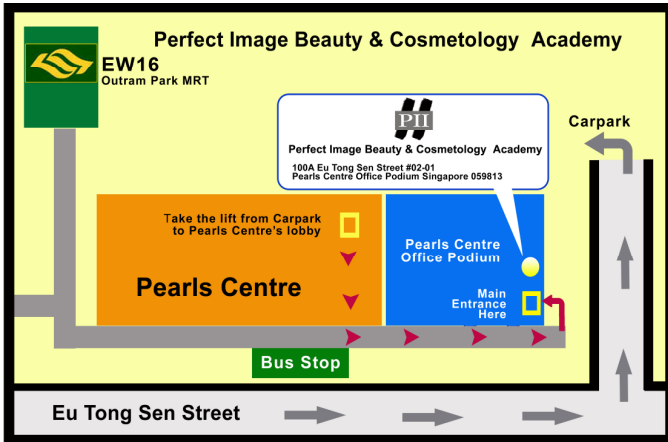 Perfect Image Beauty & Cosmetology Academy
EW16
Outram Park MRT
PII
Perfect Image Beauty & Cosmetology Academy
100A Eu Tong Sen Street #02-01
Pearls Centre Office Podium Singapore 059813
Carpark
Take the lift from Carpark
to Pearls Centre's lobby
Pearls Centre
Pearls Centre
Office Podium
Main
Entrance
Here
Bus Stop
Eu Tong Sen Street